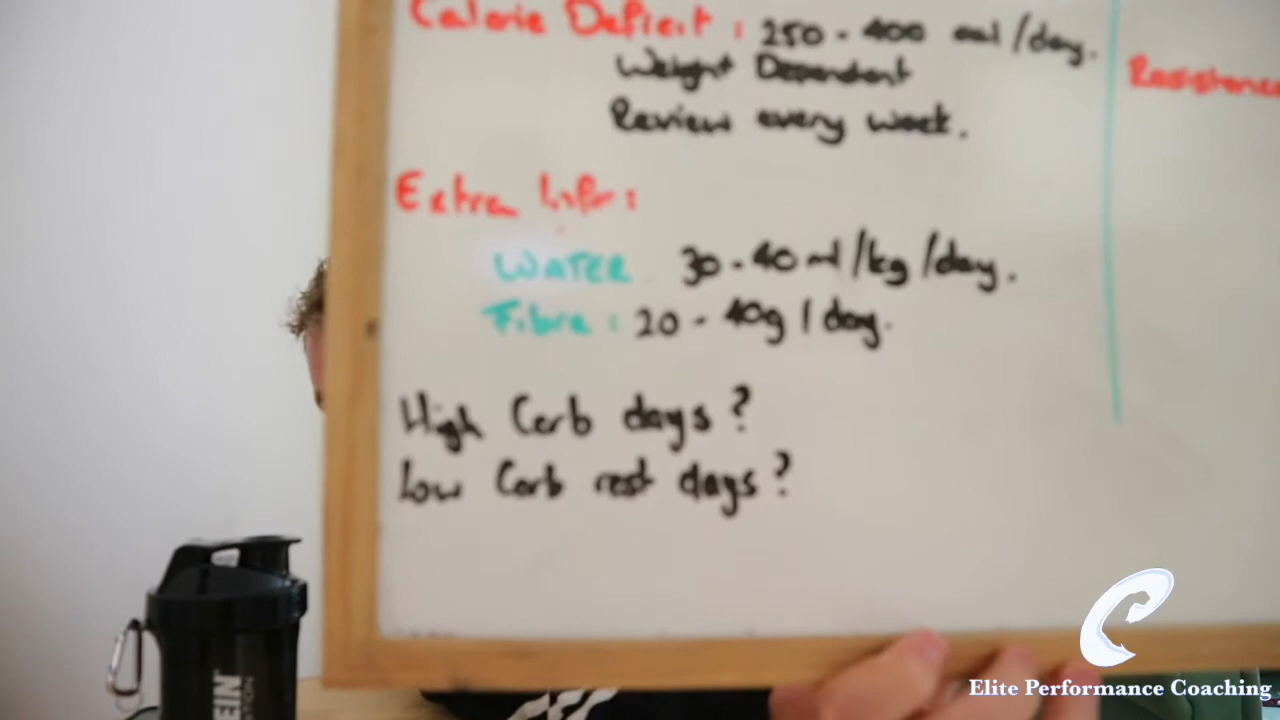 Calorie Deficit : 250 - 400 cal /day.
Weight Dependent
Review every week.
Resistance
Extra Info:
WATER 30-40 ml/kg/day.
Fibre : 20 - 40g / day.
High Carb days?
Low Carb rest days?
EIN
Elite Performance Coaching